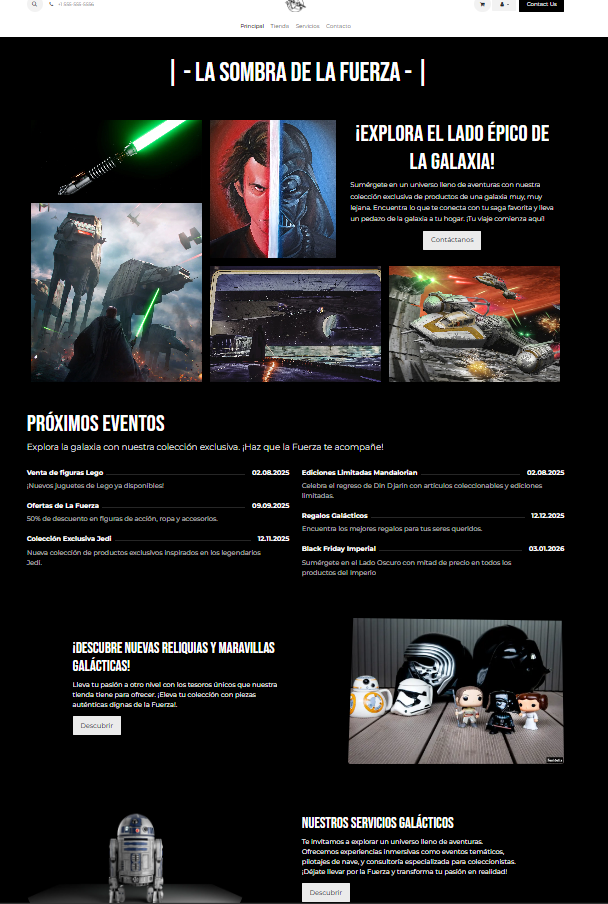 +1 555-555-5556
Contact Us
Principal Tienda Servicios Contacto
- LA SOMBRA DE LA FUERZA -
¡EXPLORA EL LADO ÉPICO DE
LA GALAXIA!
Sumérgete en un universo lleno de aventuras con nuestra
colección exclusiva de productos de una galaxia muy, muy
lejana. Encuentra lo que te conecta con tu saga favorita y lleva
un pedazo de la galaxia a tu hogar. ¡Tu viaje comienza aquí!
Contáctanos
PRÓXIMOS EVENTOS
Explora la galaxia con nuestra colección exclusiva. ¡Haz que la Fuerza te acompañe!
Venta de figuras Lego 02.08.2025
¡Nuevos juguetes de Lego ya disponibles!
Ofertas de La Fuerza 09.09.2025
50% de descuento en figuras de acción, ropa y accesorios.
Colección Exclusiva Jedi 12.11.2025
Nueva colección de productos exclusivos inspirados en los legendarios
Jedi.
Ediciones Limitadas Mandalorian 02.08.2025
Celebra el regreso de Din Djarin con artículos coleccionables y ediciones
limitadas.
Regalos Galácticos 12.12.2025
Encuentra los mejores regalos para tus seres queridos.
Black Friday Imperial 03.01.2026
Sumérgete en el Lado Oscuro con mitad de precio en todos los
productos del Imperio
¡DESCUBRE NUEVAS RELIQUIAS Y MARAVILLAS
GALÁCTICAS!
Lleva tu pasión a otro nivel con los tesoros únicos que nuestra
tienda tiene para ofrecer. ¡Eleva tu colección con piezas
auténticas dignas de la Fuerza!.
Descubrir
NUESTROS SERVICIOS GALÁCTICOS
Te invitamos a explorar un universo lleno de aventuras.
Ofrecemos experiencias inmersivas como eventos temáticos,
pilotajes de nave, y consultoría especializada para coleccionistas.
¡Déjate llevar por la Fuerza y transforma tu pasión en realidad!
Descubrir